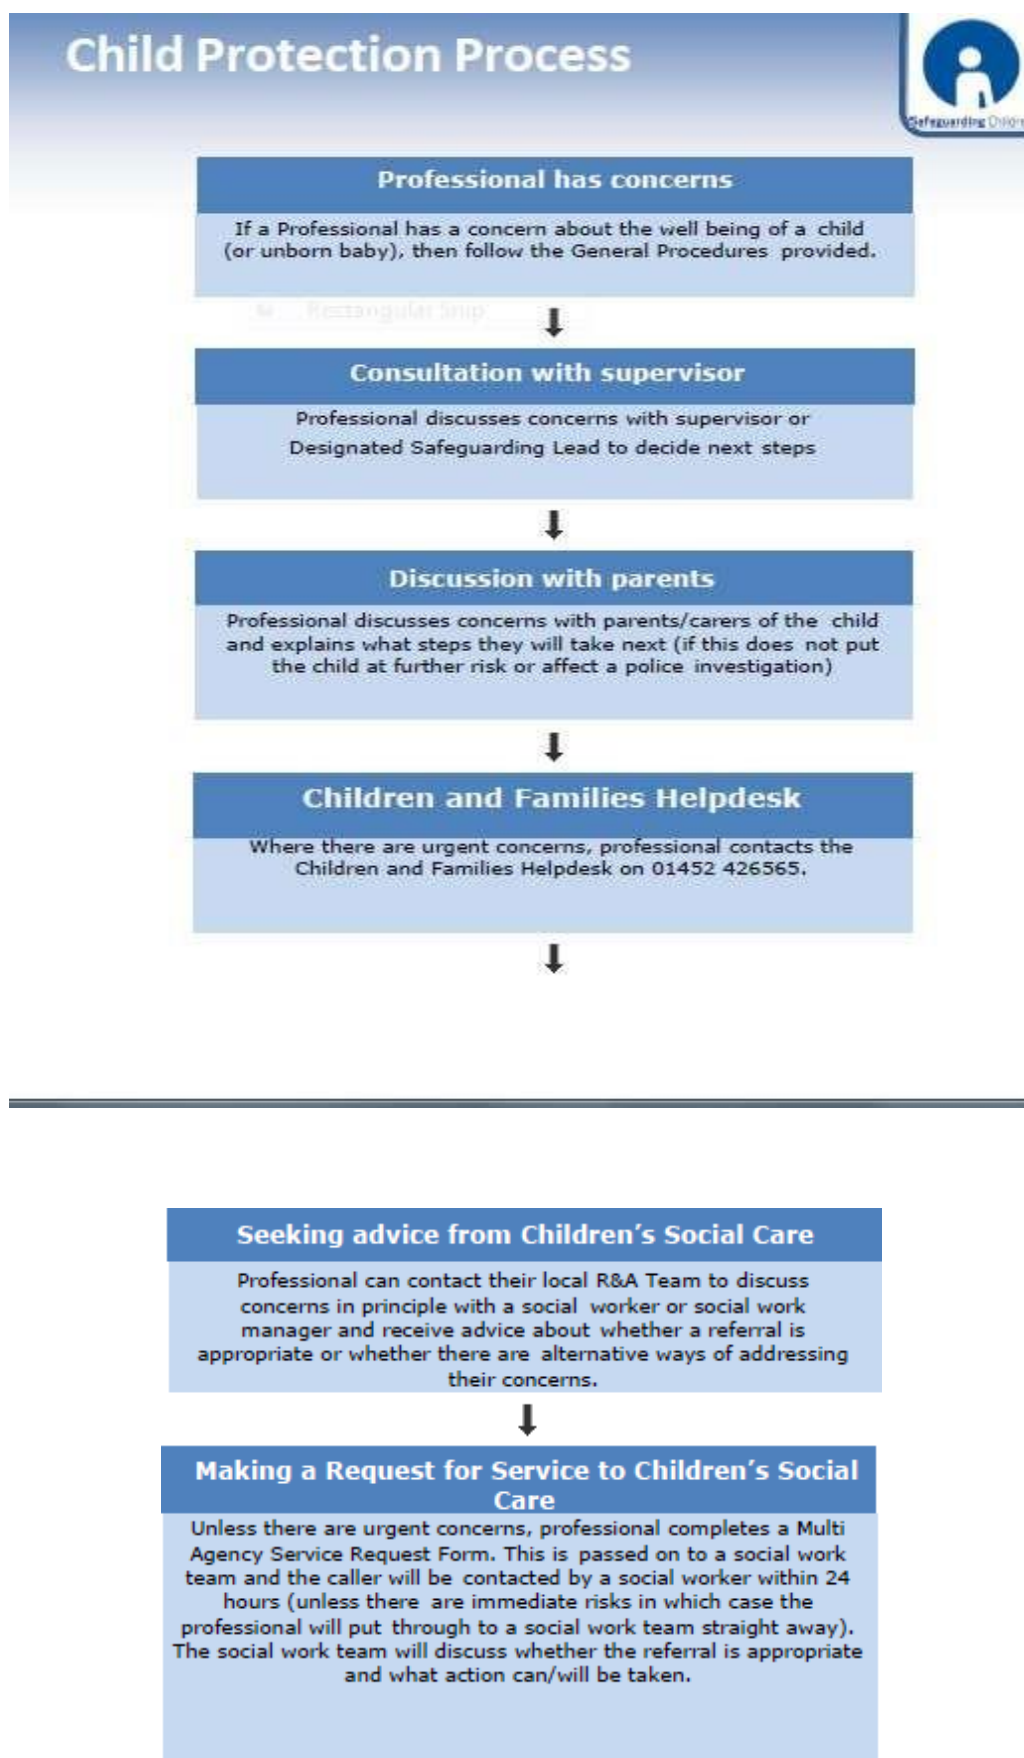 Child Protection Process
Safeguarding Childre
Professional has concerns
If a Professional has a concern about the well being of a child
(or unborn baby), then follow the General Procedures provided.
Rectangular Snip
Consultation with supervisor
Professional discusses concerns with supervisor or
Designated Safeguarding Lead to decide next steps
Discussion with parents
Professional discusses concerns with parents/carers of the child
and explains what steps they will take next (if this does not put
the child at further risk or affect a police investigation)
Children and Families Helpdesk
Where there are urgent concerns, professional contacts the
Children and Families Helpdesk on 01452 426565.
Seeking advice from Children’s Social Care
Professional can contact their local R&A Team to discuss
concerns in principle with a social worker or social work
manager and receive advice about whether a referral is
appropriate or whether there are alternative ways of addressing
their concerns.
Making a Request for Service to Children’s Social
Care
Unless there are urgent concerns, professional completes a Multi
Agency Service Request Form. This is passed on to a social work
team and the caller will be contacted by a social worker within 24
hours (unless there are immediate risks in which case the
professional will put through to a social work team straight away).
The social work team will discuss whether the referral is appropriate
and what action can/will be taken.